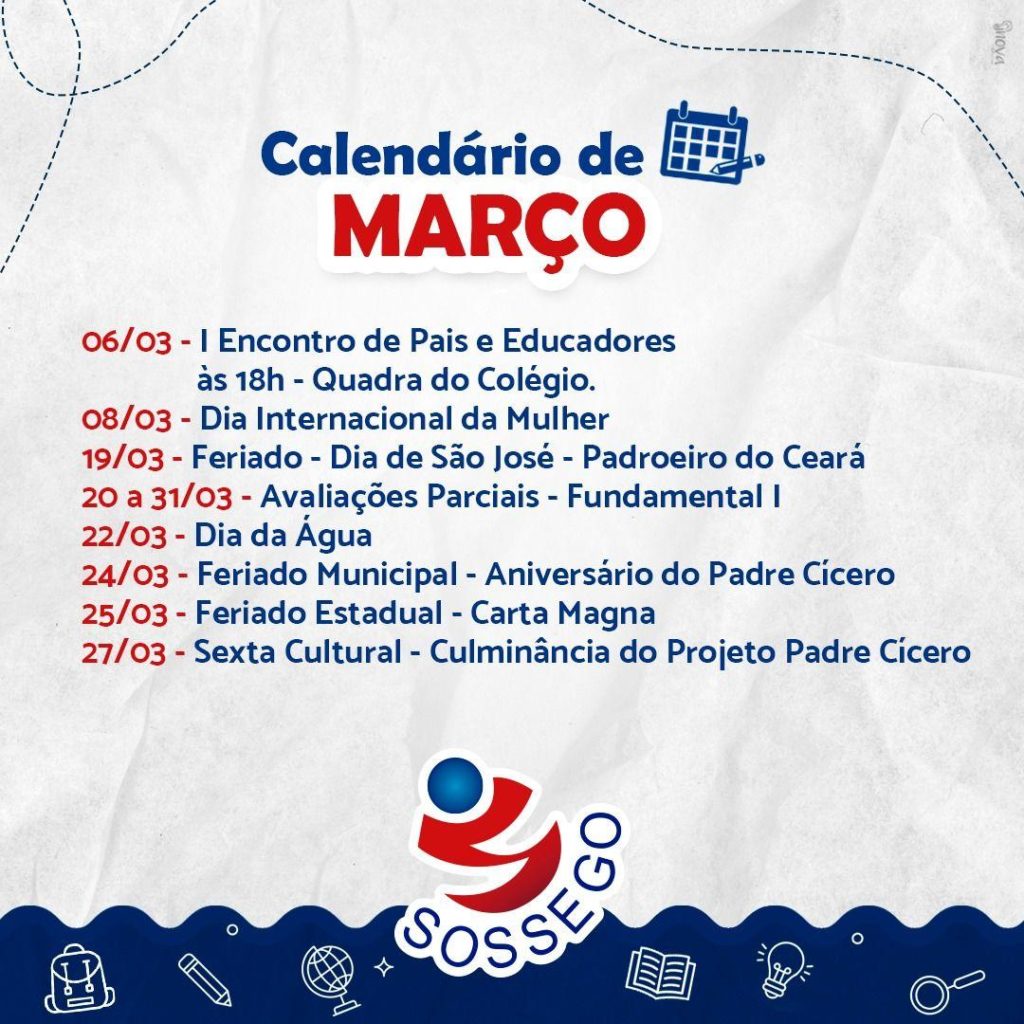 inova
Calendário de
MARÇO
06/03 - I Encontro de Pais e Educadores
às 18h - Quadra do Colégio.
08/03 - Dia Internacional da Mulher
19/03 - Feriado - Dia de São José - Padroeiro do Ceará
20 a 31/03 - Avaliações Parciais - Fundamental I
22/03 - Dia da Água
24/03 - Feriado Municipal - Aniversário do Padre Cícero
25/03 - Feriado Estadual - Carta Magna
27/03 - Sexta Cultural - Culminância do Projeto Padre Cícero
SOSSEGO